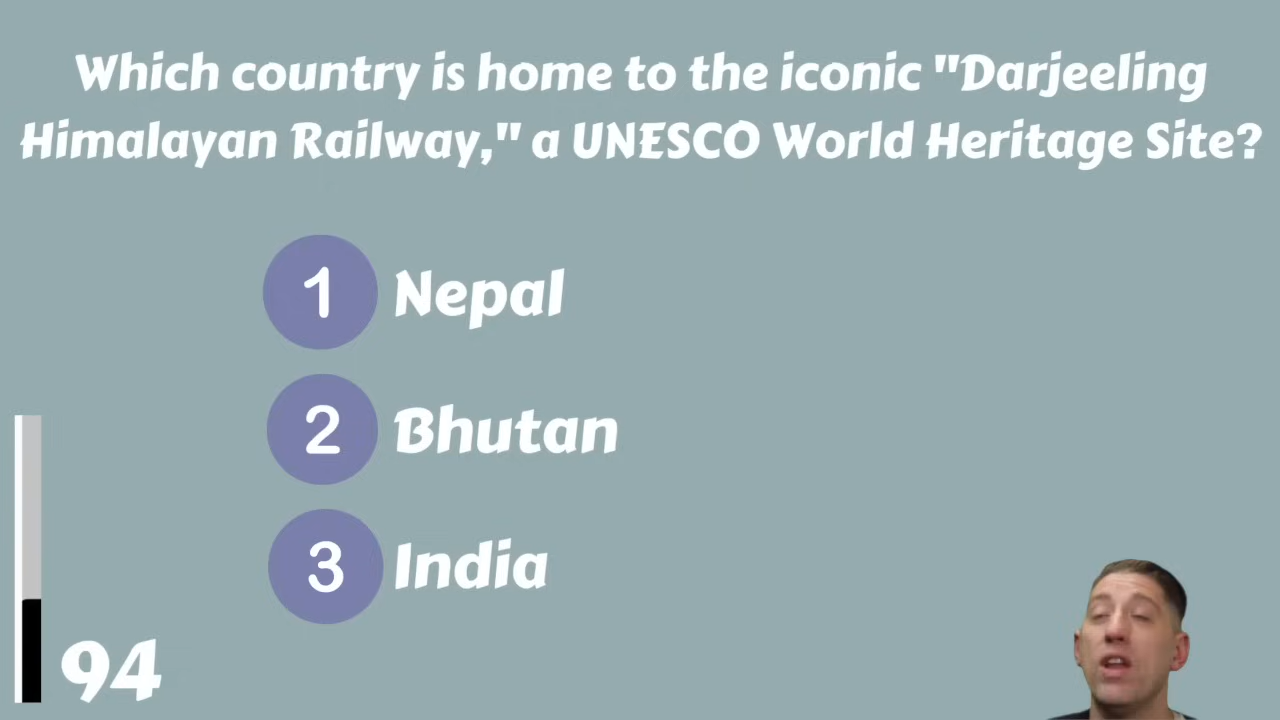 Which country is home to the iconic "Darjeeling
Himalayan Railway," a UNESCO World Heritage Site?
1 Nepal
2 Bhutan
3 India
94